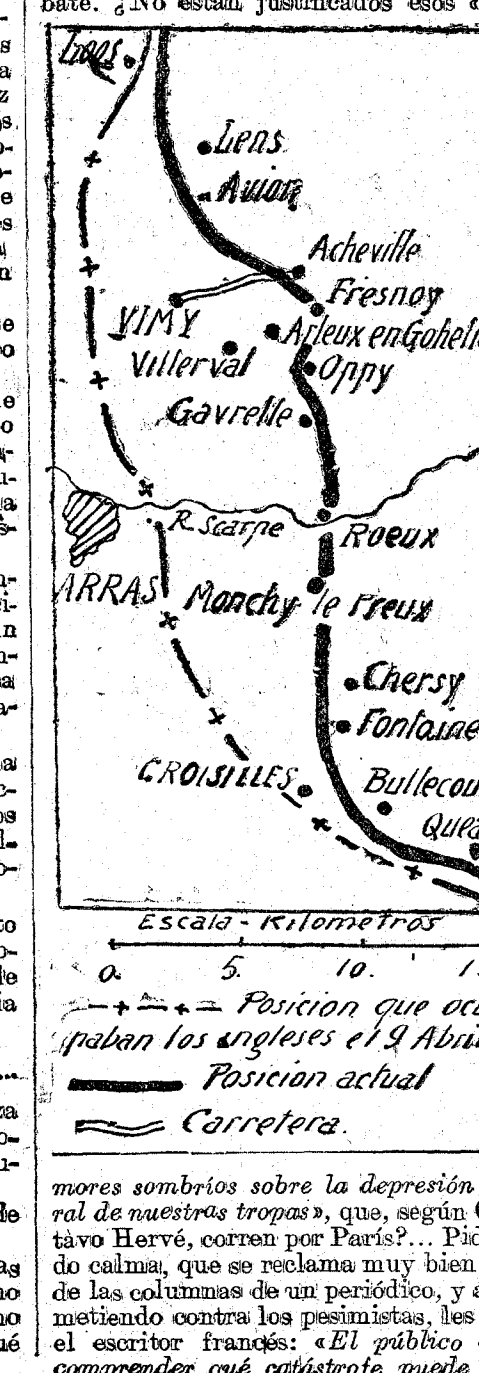 bate. ¿No están justificados esos «
Loos
Lens
Avion
Acheville
Fresnoy
VIMY
Arleux en Gohell
Villerval
Oppy
Gavrelle
R. Scarpe
Roeux
ARRAS
Monchy le Preux
Chersy
Fontaine
CROISILLES
Bullecou
Quea
Escala - Kilometros
0. 5. 10. 1
Posicion que ocu
paban los ingleses el 9 Abri
Posicion actual
Carretera.
mores sombríos sobre la depresión
ral de nuestras tropas», que, según
tavo Hervé, corren por París?... Pid
do calma, que se reclama muy bien
de las columnas de un periódico, y a
metiendo contra los pesimistas, les
el escritor francés: «El público
comprender qué catástrofe puede